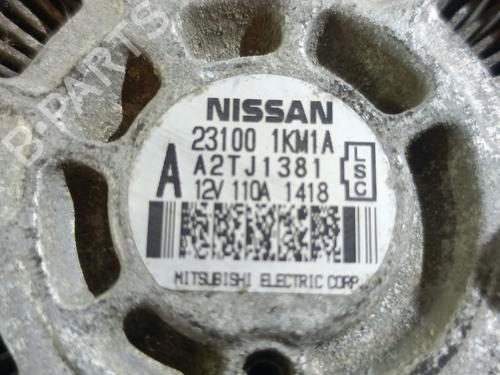 NISSAN
23100 1KM1A
A A2TJ1381
12V 110A 1418
L
S
C
MITSUBISHI ELECTRIC CORP.
B-PARTS